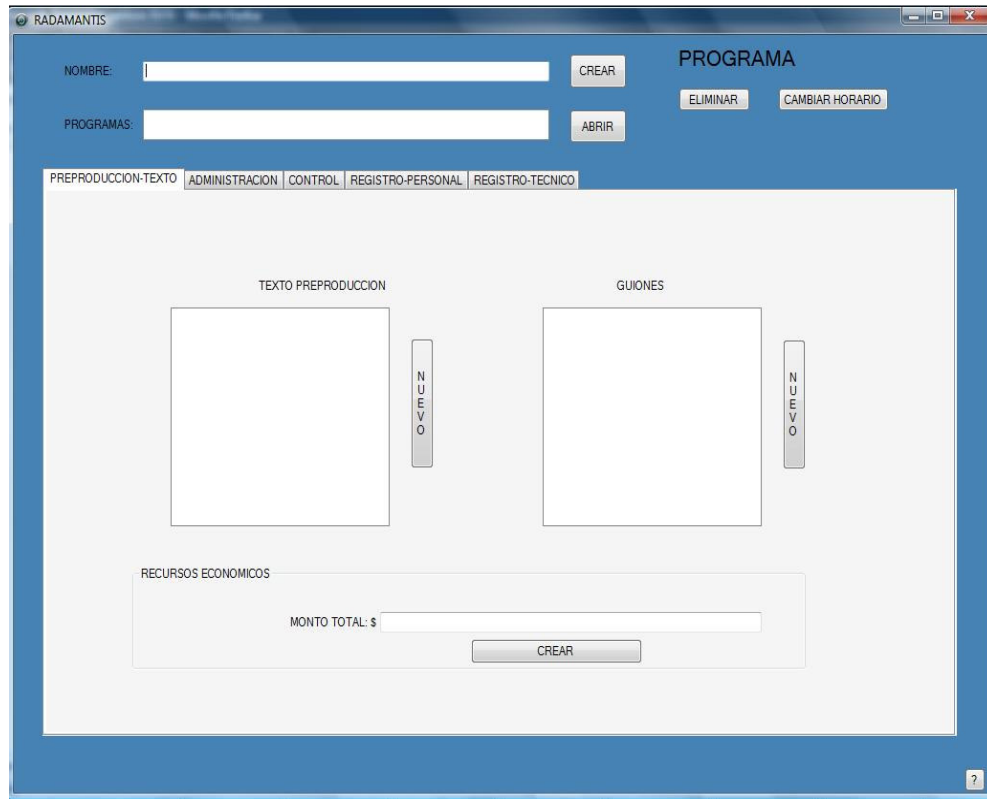 RADAMANTIS
NOMBRE:
CREAR
PROGRAMA
ELIMINAR
CAMBIAR HORARIO
PROGRAMAS:
ABRIR
PREPRODUCCION-TEXTO
ADMINISTRACION
CONTROL
REGISTRO-PERSONAL
REGISTRO-TECNICO
TEXTO PREPRODUCCION
GUIONES
NUEVO
NUEVO
RECURSOS ECONOMICOS
MONTO TOTAL: $
CREAR
?